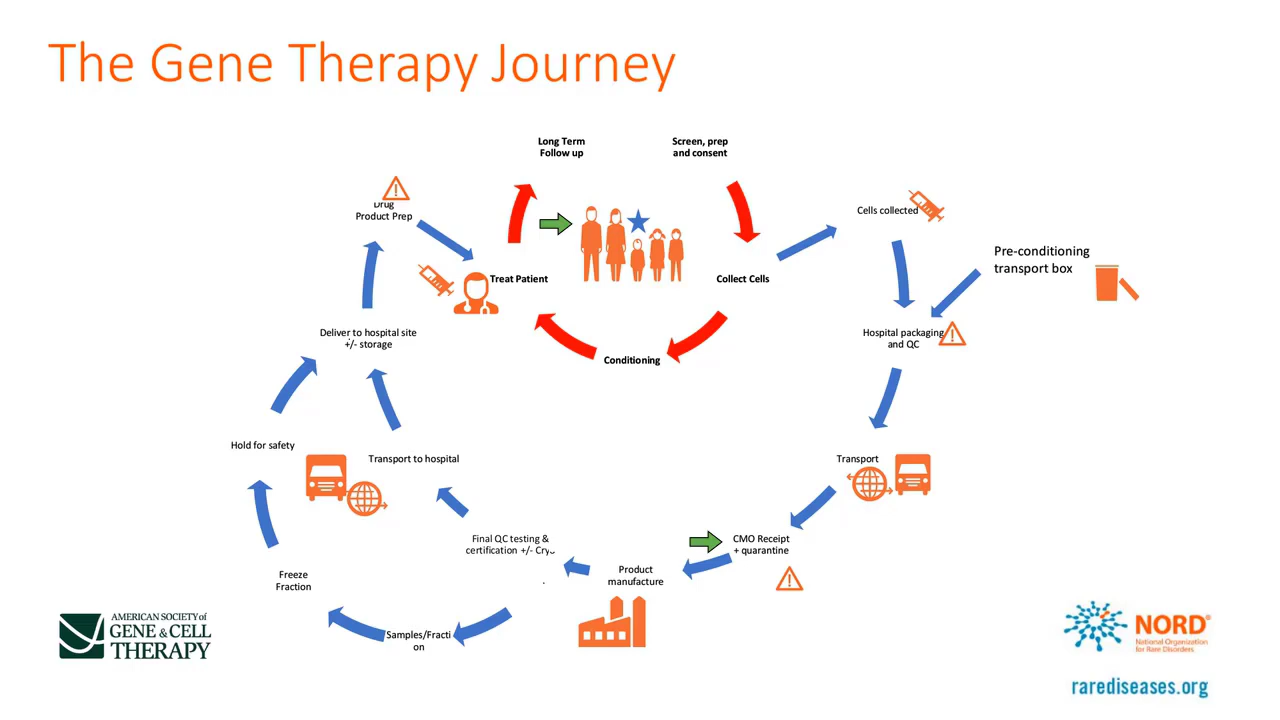 The Gene Therapy Journey
Long Term
Follow up
Screen, prep
and consent
Drug
Product Prep
Cells collected
Pre-conditioning
transport box
Treat Patient
Collect Cells
Deliver to hospital site
+/- storage
Hospital packaging
and QC
Conditioning
Hold for safety
Transport to hospital
Transport
Final QC testing &
certification +/- Cryo
CMO Receipt
+ quarantine
Product
manufacture
Freeze
Fraction
Samples/Fracti
on
AMERICAN SOCIETY of
GENE & CELL
THERAPY
NORD®
National Organization
for Rare Disorders
rarediseases.org